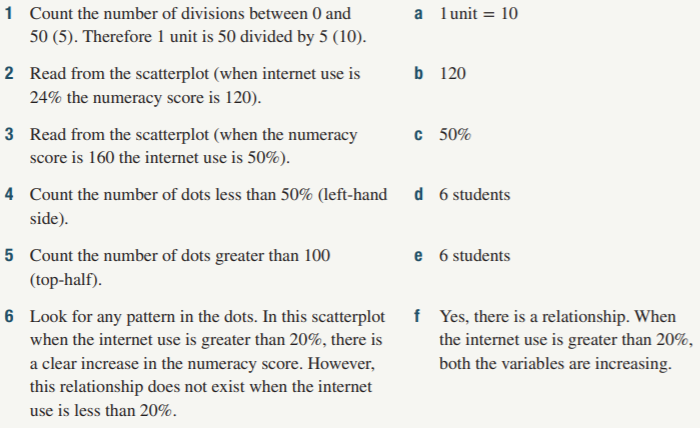 1 Count the number of divisions between 0 and a 1 unit = 10
50 (5). Therefore 1 unit is 50 divided by 5 (10).
2 Read from the scatterplot (when internet use is b 120
24% the numeracy score is 120).
3 Read from the scatterplot (when the numeracy c 50%
score is 160 the internet use is 50%).
4 Count the number of dots less than 50% (left-hand d 6 students
side).
5 Count the number of dots greater than 100 e 6 students
(top-half).
6 Look for any pattern in the dots. In this scatterplot f Yes, there is a relationship. When
when the internet use is greater than 20%, there is the internet use is greater than 20%,
a clear increase in the numeracy score. However, both the variables are increasing.
this relationship does not exist when the internet
use is less than 20%.